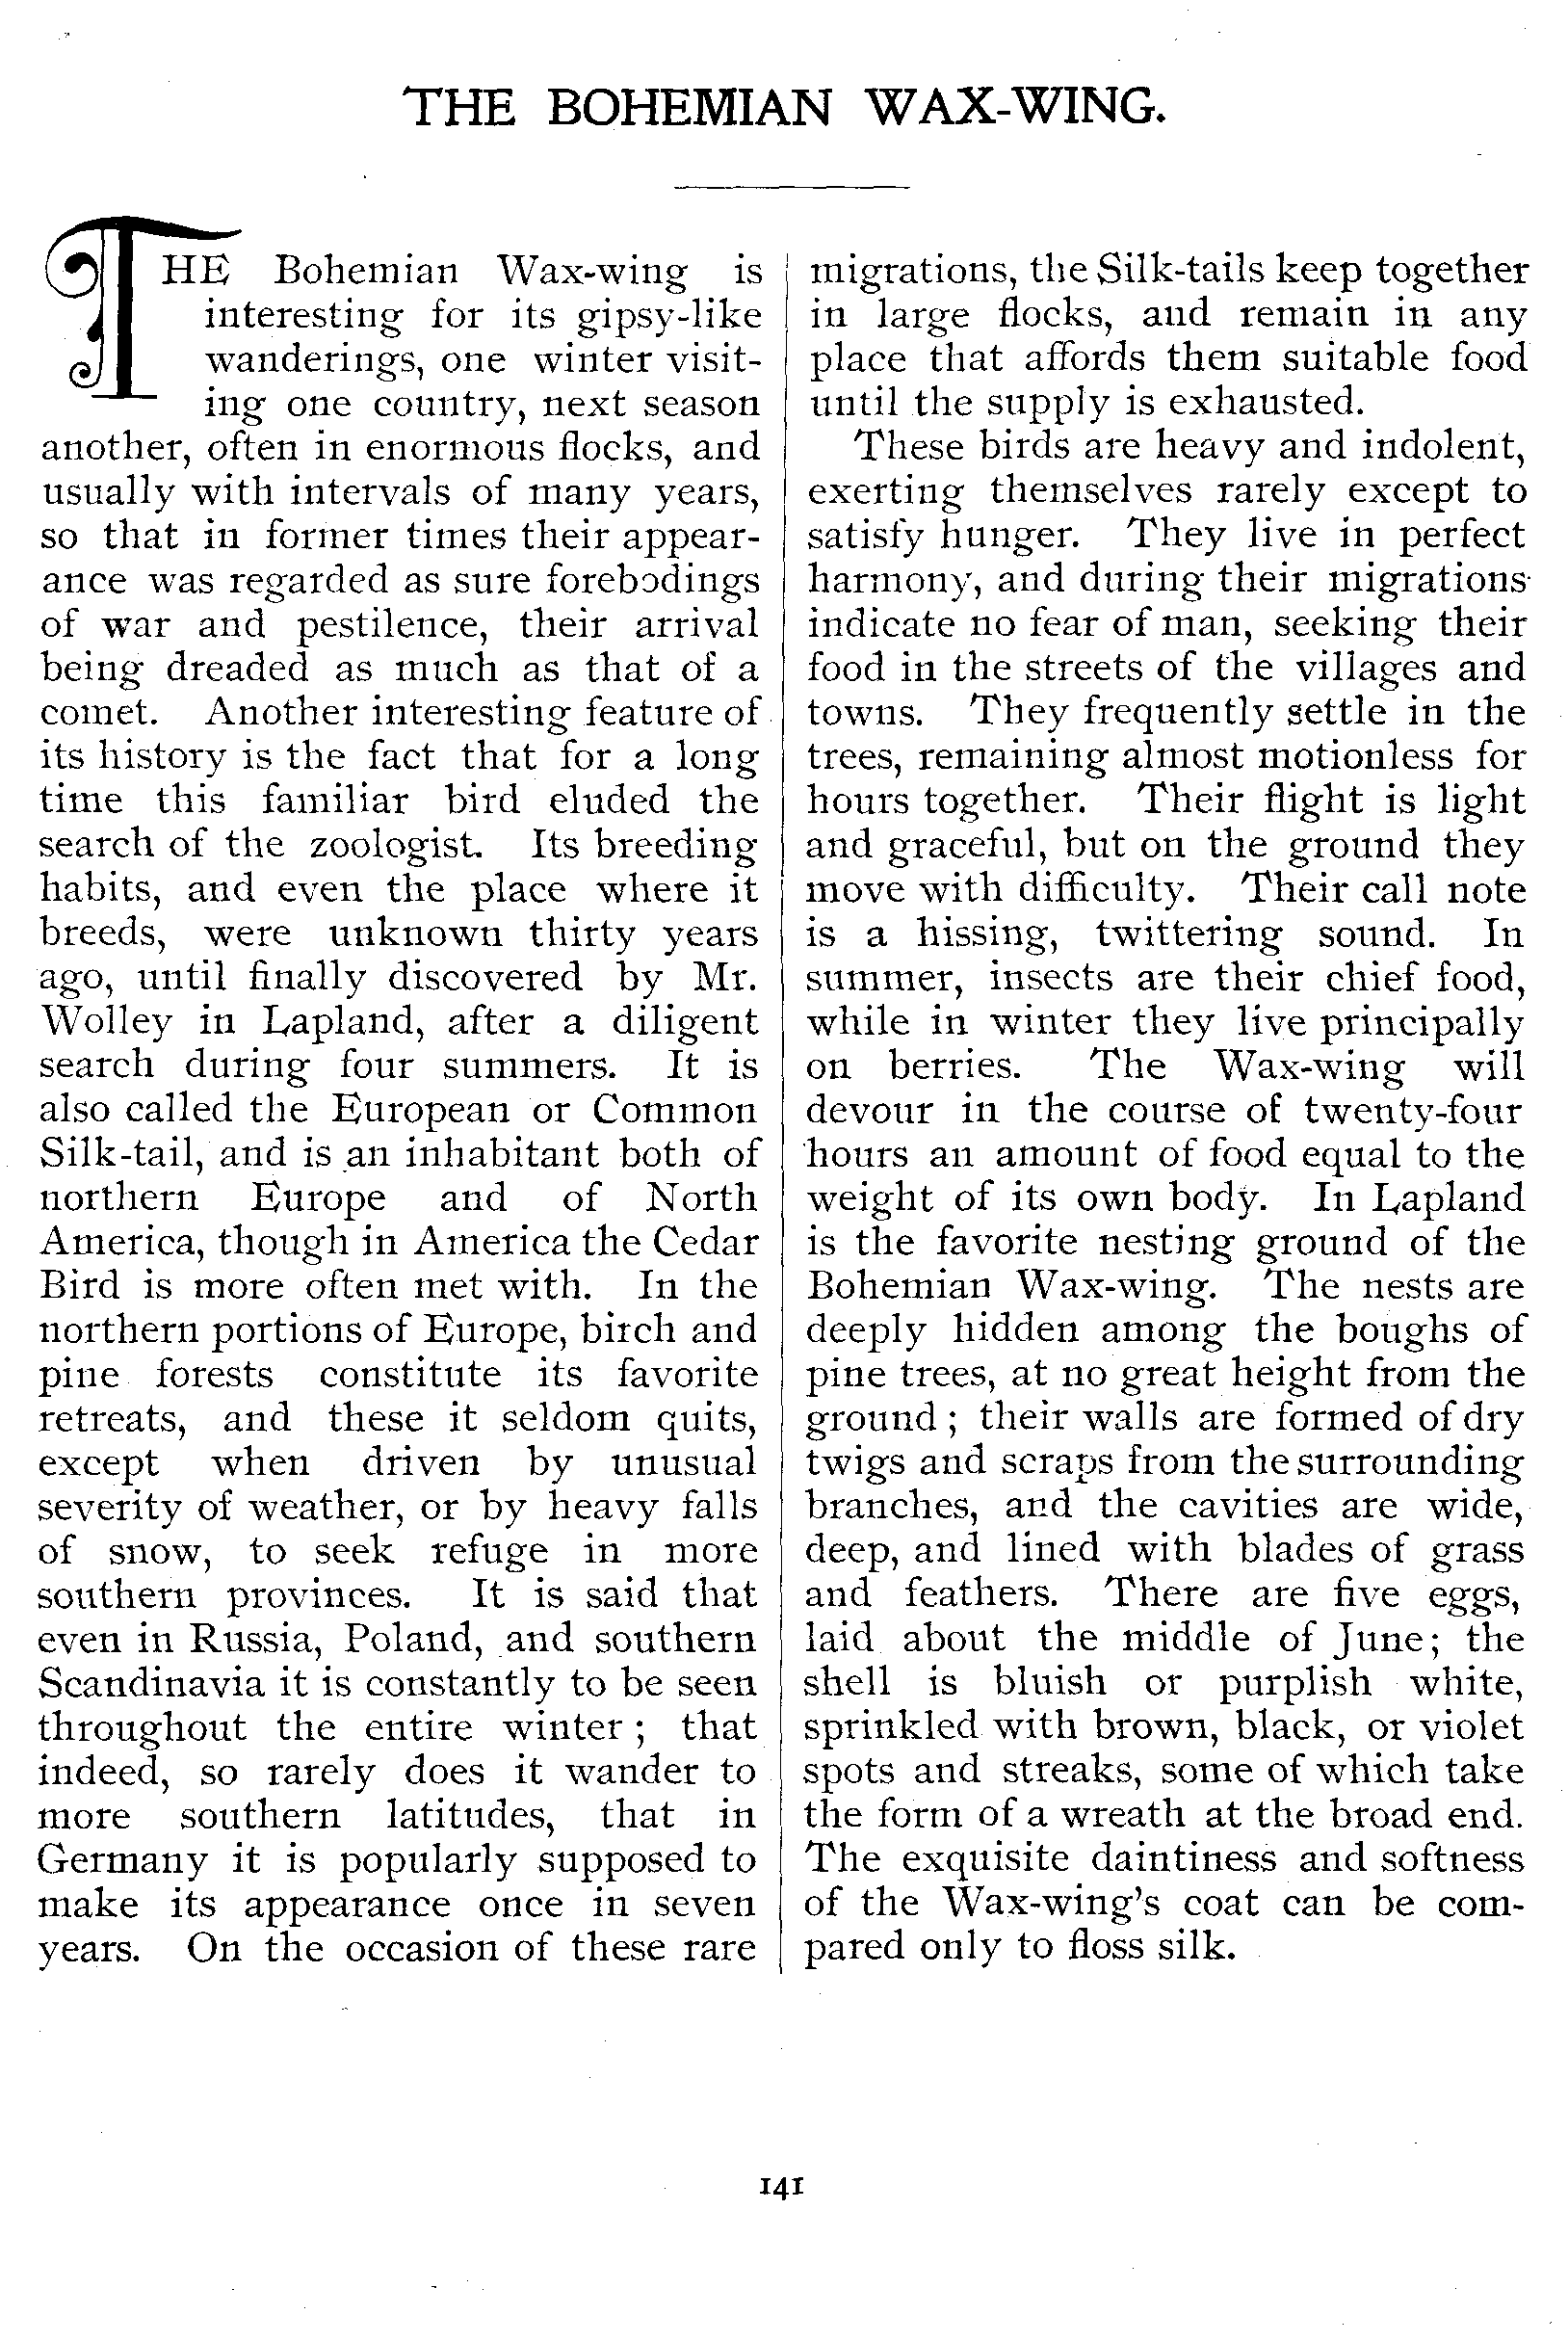 THE BOHEMIAN WAX-WING.
THE Bohemian Wax-wing is
interesting for its gipsy-like
wanderings, one winter visit-
ing one country, next season
another, often in enormous flocks, and
usually with intervals of many years,
so that in former times their appear-
ance was regarded as sure forebodings
of war and pestilence, their arrival
being dreaded as much as that of a
comet. Another interesting feature of
its history is the fact that for a long
time this familiar bird eluded the
search of the zoologist. Its breeding
habits, and even the place where it
breeds, were unknown thirty years
ago, until finally discovered by Mr.
Wolley in Lapland, after a diligent
search during four summers. It is
also called the European or Common
Silk-tail, and is an inhabitant both of
northern Europe and of North
America, though in America the Cedar
Bird is more often met with. In the
northern portions of Europe, birch and
pine forests constitute its favorite
retreats, and these it seldom quits,
except when driven by unusual
severity of weather, or by heavy falls
of snow, to seek refuge in more
southern provinces. It is said that
even in Russia, Poland, and southern
Scandinavia it is constantly to be seen
throughout the entire winter; that
indeed, so rarely does it wander to
more southern latitudes, that in
Germany it is popularly supposed to
make its appearance once in seven
years. On the occasion of these rare
migrations, the Silk-tails keep together
in large flocks, and remain in any
place that affords them suitable food
until the supply is exhausted.
These birds are heavy and indolent,
exerting themselves rarely except to
satisfy hunger. They live in perfect
harmony, and during their migrations
indicate no fear of man, seeking their
food in the streets of the villages and
towns. They frequently settle in the
trees, remaining almost motionless for
hours together. Their flight is light
and graceful, but on the ground they
move with difficulty. Their call note
is a hissing, twittering sound. In
summer, insects are their chief food,
while in winter they live principally
on berries. The Wax-wing will
devour in the course of twenty-four
hours an amount of food equal to the
weight of its own body. In Lapland
is the favorite nesting ground of the
Bohemian Wax-wing. The nests are
deeply hidden among the boughs of
pine trees, at no great height from the
ground; their walls are formed of dry
twigs and scraps from the surrounding
branches, and the cavities are wide,
deep, and lined with blades of grass
and feathers. There are five eggs,
laid about the middle of June; the
shell is bluish or purplish white,
sprinkled with brown, black, or violet
spots and streaks, some of which take
the form of a wreath at the broad end.
The exquisite daintiness and softness
of the Wax-wing's coat can be com-
pared only to floss silk.
141